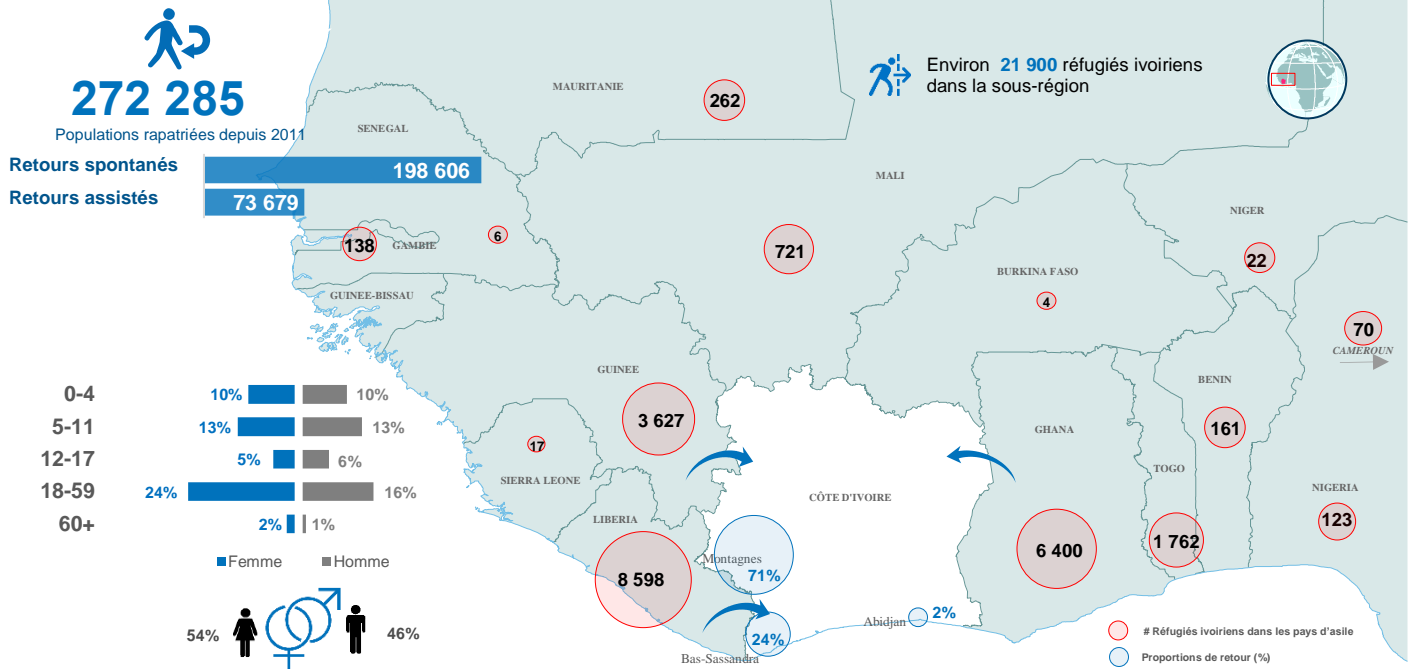 272 285
Populations rapatriées depuis 2011
Retours spontanés
198 606
Retours assistés
73 679
Environ 21 900 réfugiés ivoiriens
dans la sous-région
MAURITANIE
262
SENEGAL
MALI
721
NIGER
22
6
138
GAMBIE
BURKINA FASO
4
GUINEE-BISSAU
70
CAMEROUN
GUINEE
3 627
BENIN
161
GHANA
6 400
17
SIERRA LEONE
TOGO
1 762
NIGERIA
123
LIBERIA
8 598
CÔTE D'IVOIRE
Montagnes
71%
Bas-Sassandra
24%
Abidjan
2%
0-4
10%
10%
5-11
13%
13%
12-17
5%
6%
18-59
24%
16%
60+
2%
1%
Femme
Homme
54%
46%
# Réfugiés ivoiriens dans les pays d'asile
Proportions de retour (%)